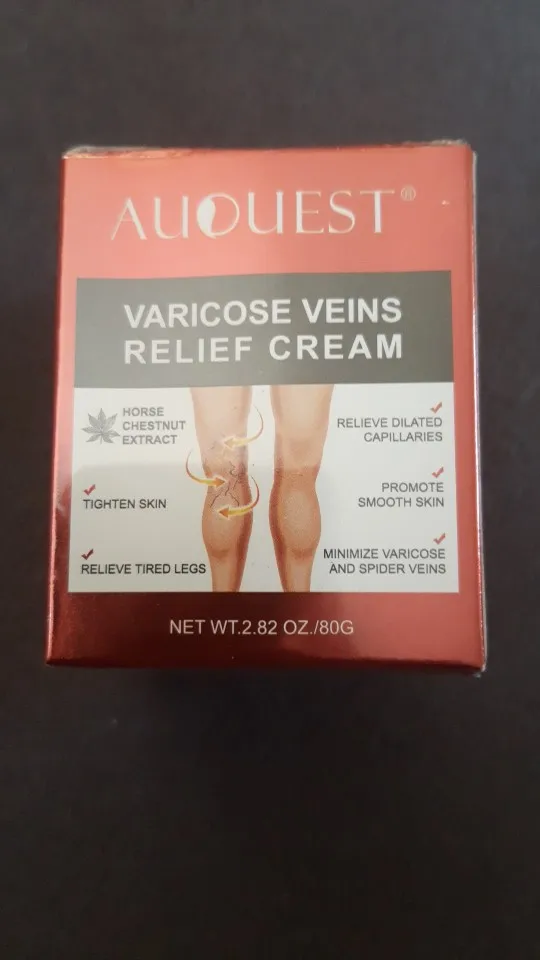 AUQUEST®
VARICOSE VEINS
RELIEF CREAM
HORSE
CHESTNUT
EXTRACT
TIGHTEN SKIN
RELIEVE TIRED LEGS
RELIEVE DILATED
CAPILLARIES
PROMOTE
SMOOTH SKIN
MINIMIZE VARICOSE
AND SPIDER VEINS
NET WT.2.82 OZ./80G